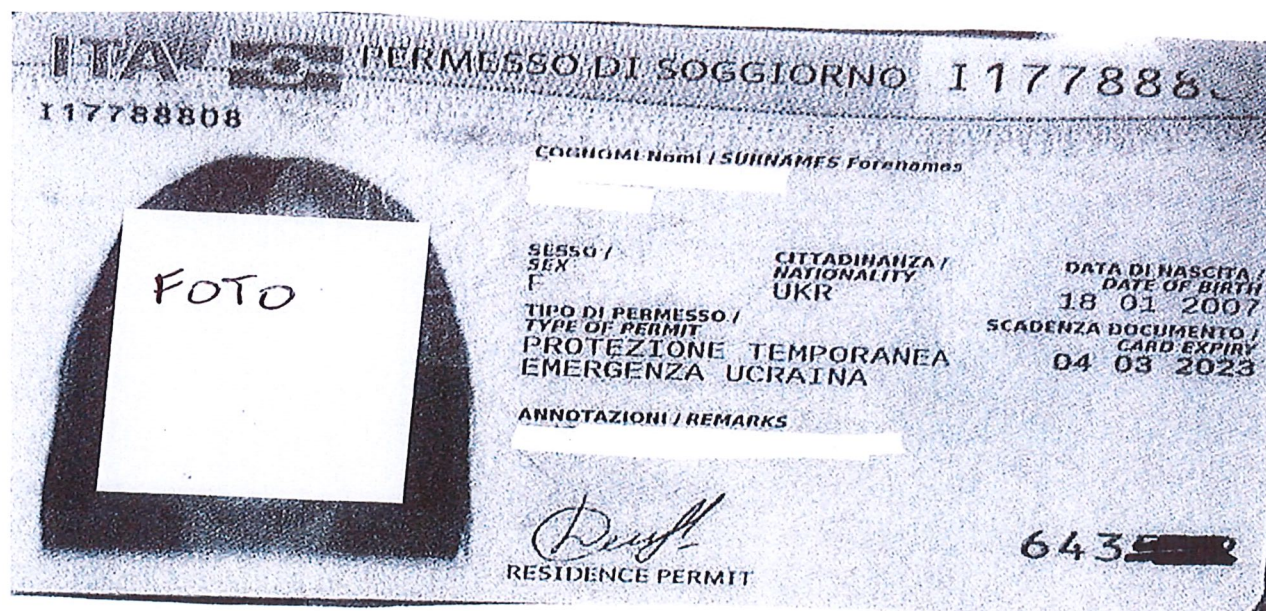 ITA PERMESSO DI SOGGIORNO I1778888
I17788808
COGNOMI Nomi / SURNAMES Forenames
FOTO
SESSO /
SEX
F
CITTADINANZA /
NATIONALITY
UKR
DATA DI NASCITA /
DATE OF BIRTH
18 01 2007
TIPO DI PERMESSO /
TYPE OF PERMIT
PROTEZIONE TEMPORANEA
EMERGENZA UCRAINA
SCADENZA DOCUMENTO /
CARD EXPIRY
04 03 2023
ANNOTAZIONI / REMARKS
RESIDENCE PERMIT
643